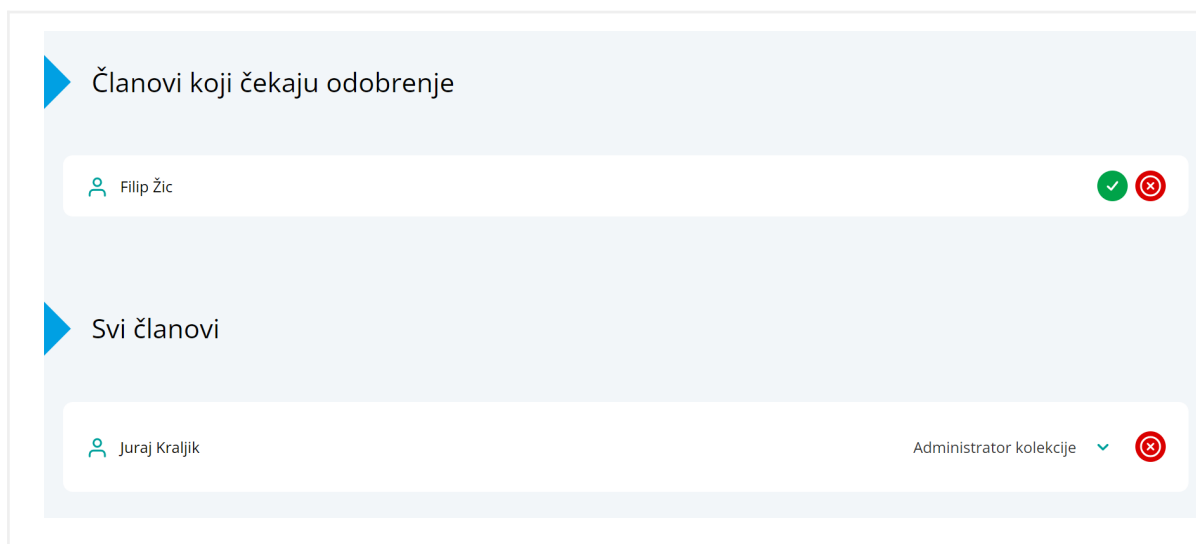 Članovi koji čekaju odobrenje
Filip Žic
Svi članovi
Juraj Kraljik
Administrator kolekcije